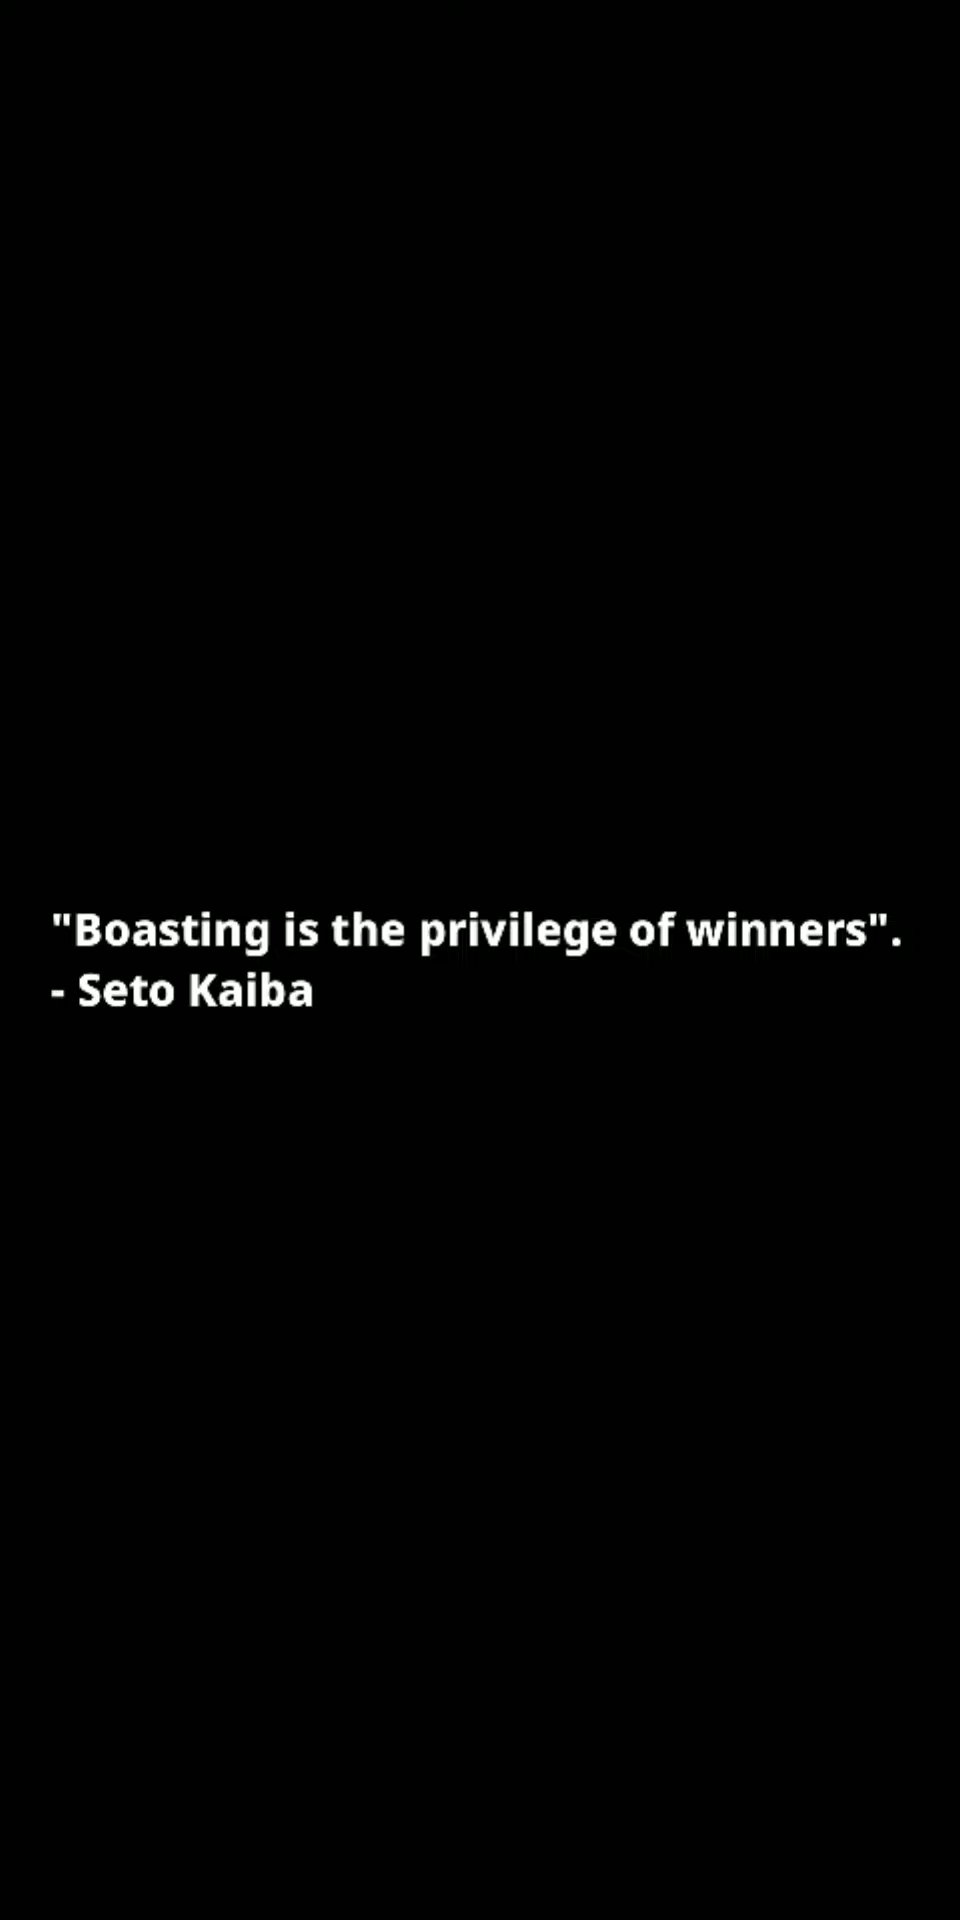 "Boasting is the privilege of winners".
- Seto Kaiba